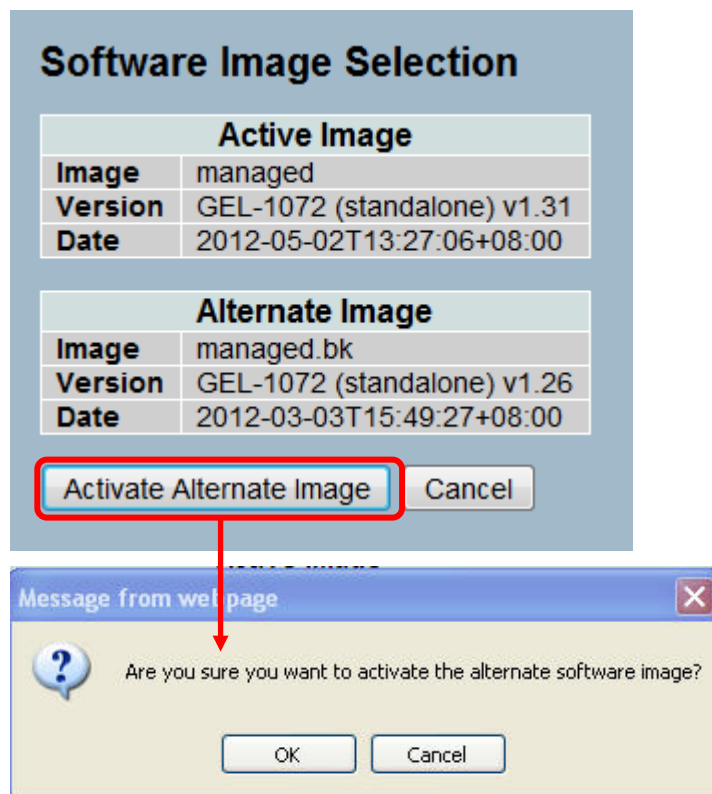 Software Image Selection
Active Image
Image managed
Version GEL-1072 (standalone) v1.31
Date 2012-05-02T13:27:06+08:00
Alternate Image
Image managed.bk
Version GEL-1072 (standalone) v1.26
Date 2012-03-03T15:49:27+08:00
Activate Alternate Image Cancel
Message from webpage
Are you sure you want to activate the alternate software image?
OK Cancel